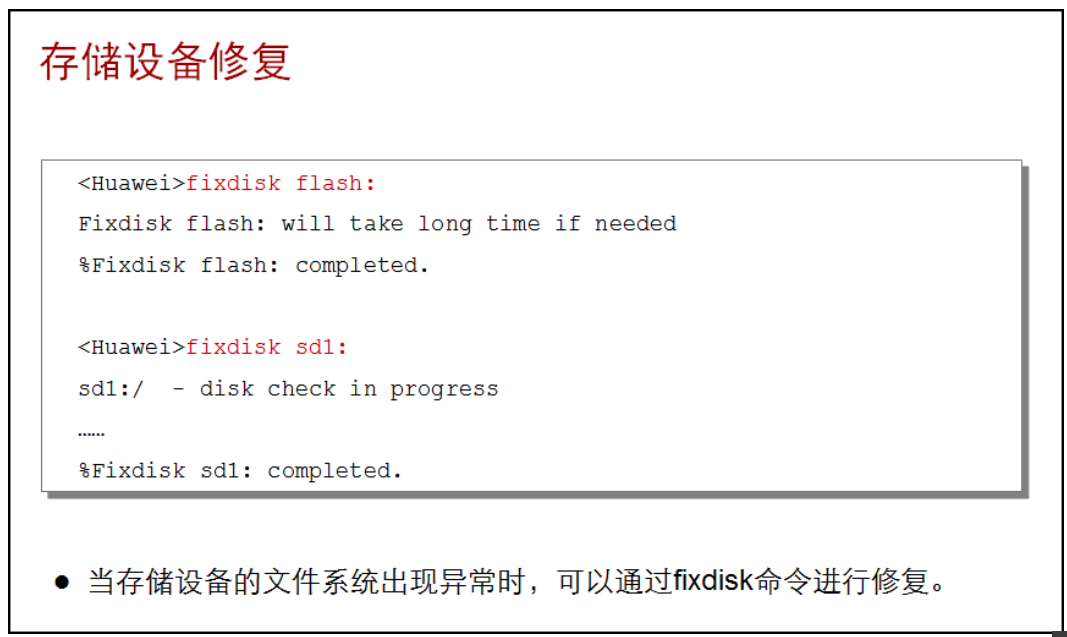 存储设备修复
<Huawei>fixdisk flash:
Fixdisk flash: will take long time if needed
%Fixdisk flash: completed.
<Huawei>fixdisk sd1:
sd1:/  - disk check in progress
……
%Fixdisk sd1: completed.
● 当存储设备的文件系统出现异常时，可以通过fixdisk命令进行修复。